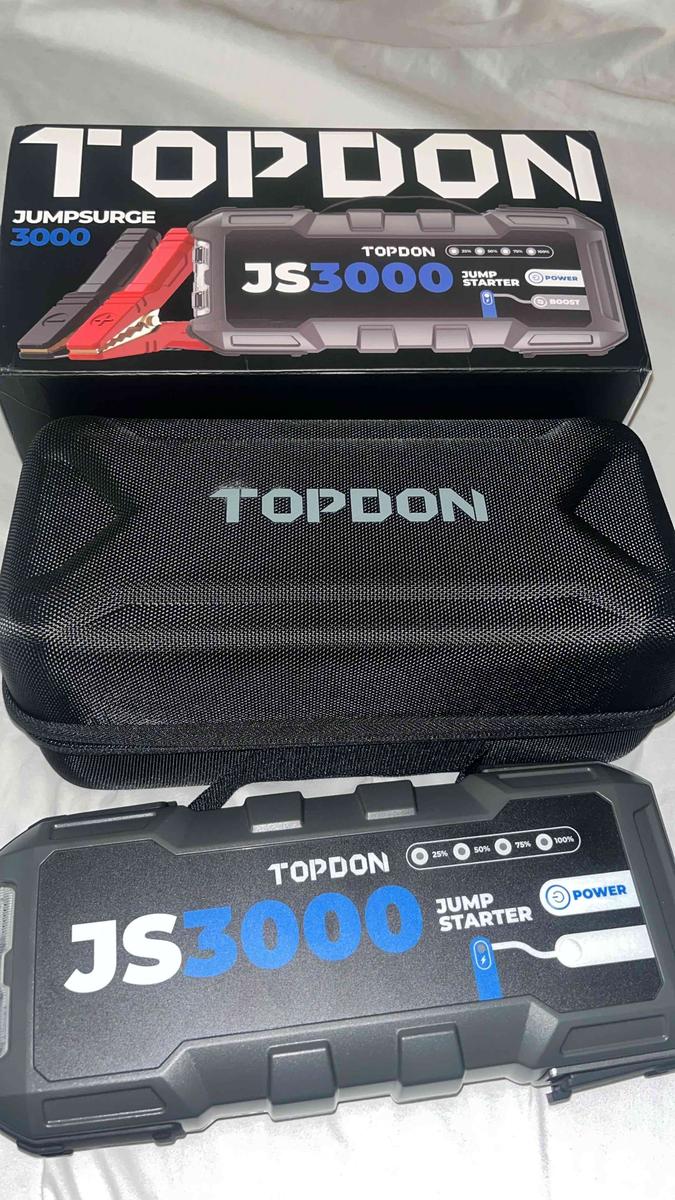 TOPDON
JUMPSURGE
3000
TOPDON
25% 50% 75% 100%
JS3000
JUMP
STARTER
POWER
BOOST
TOPDON
TOPDON
25% 50% 75% 100%
JS3000
JUMP
STARTER
POWER